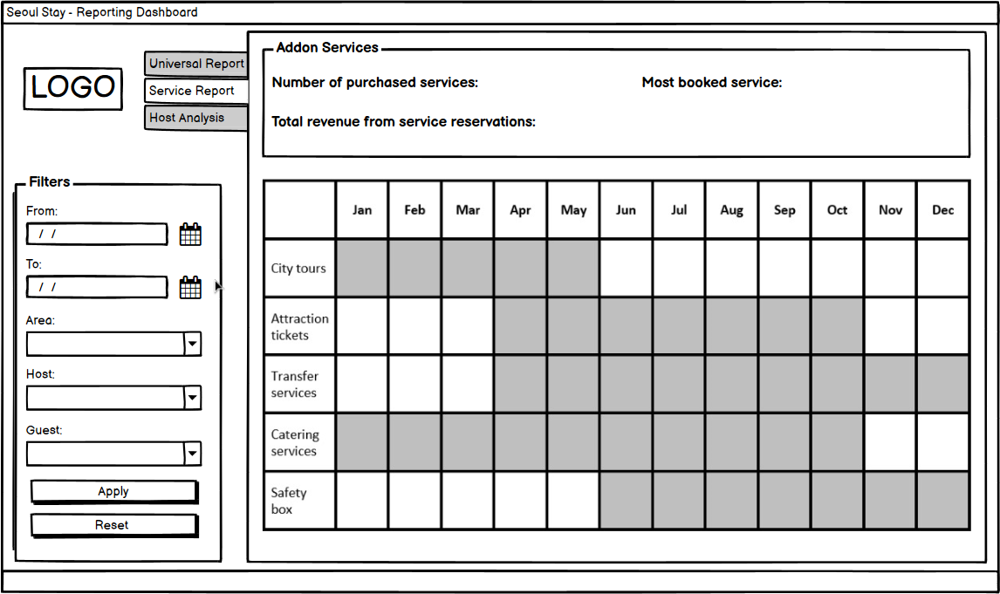 Seoul Stay - Reporting Dashboard
LOGO
Universal Report
Service Report
Host Analysis
Filters
From:
/ /
To:
/ /
Area:
Host:
Guest:
Apply
Reset
Addon Services
Number of purchased services:
Most booked service:
Total revenue from service reservations:
Jan Feb Mar Apr May Jun Jul Aug Sep Oct Nov Dec
City tours
Attraction
tickets
Transfer
services
Catering
services
Safety
box